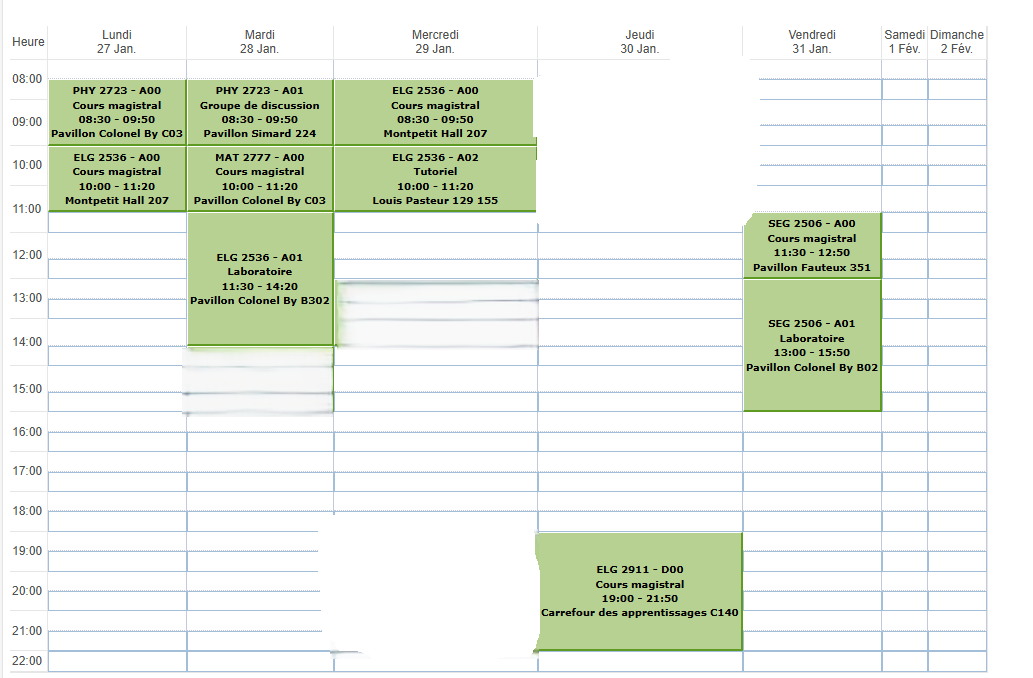 Heure
Lundi
27 Jan.
Mardi
28 Jan.
Mercredi
29 Jan.
Jeudi
30 Jan.
Vendredi
31 Jan.
Samedi
1 Fév.
Dimanche
2 Fév.
08:00
09:00
10:00
11:00
12:00
13:00
14:00
15:00
16:00
17:00
18:00
19:00
20:00
21:00
22:00
PHY 2723 - A00
Cours magistral
08:30 - 09:50
Pavillon Colonel By C03
ELG 2536 - A00
Cours magistral
10:00 - 11:20
Montpetit Hall 207
PHY 2723 - A01
Groupe de discussion
08:30 - 09:50
Pavillon Simard 224
MAT 2777 - A00
Cours magistral
10:00 - 11:20
Pavillon Colonel By C03
ELG 2536 - A01
Laboratoire
11:30 - 14:20
Pavillon Colonel By B302
ELG 2536 - A00
Cours magistral
08:30 - 09:50
Montpetit Hall 207
ELG 2536 - A02
Tutoriel
10:00 - 11:20
Louis Pasteur 129 155
ELG 2911 - D00
Cours magistral
19:00 - 21:50
Carrefour des apprentissages C140
SEG 2506 - A00
Cours magistral
11:30 - 12:50
Pavillon Fauteux 351
SEG 2506 - A01
Laboratoire
13:00 - 15:50
Pavillon Colonel By B02